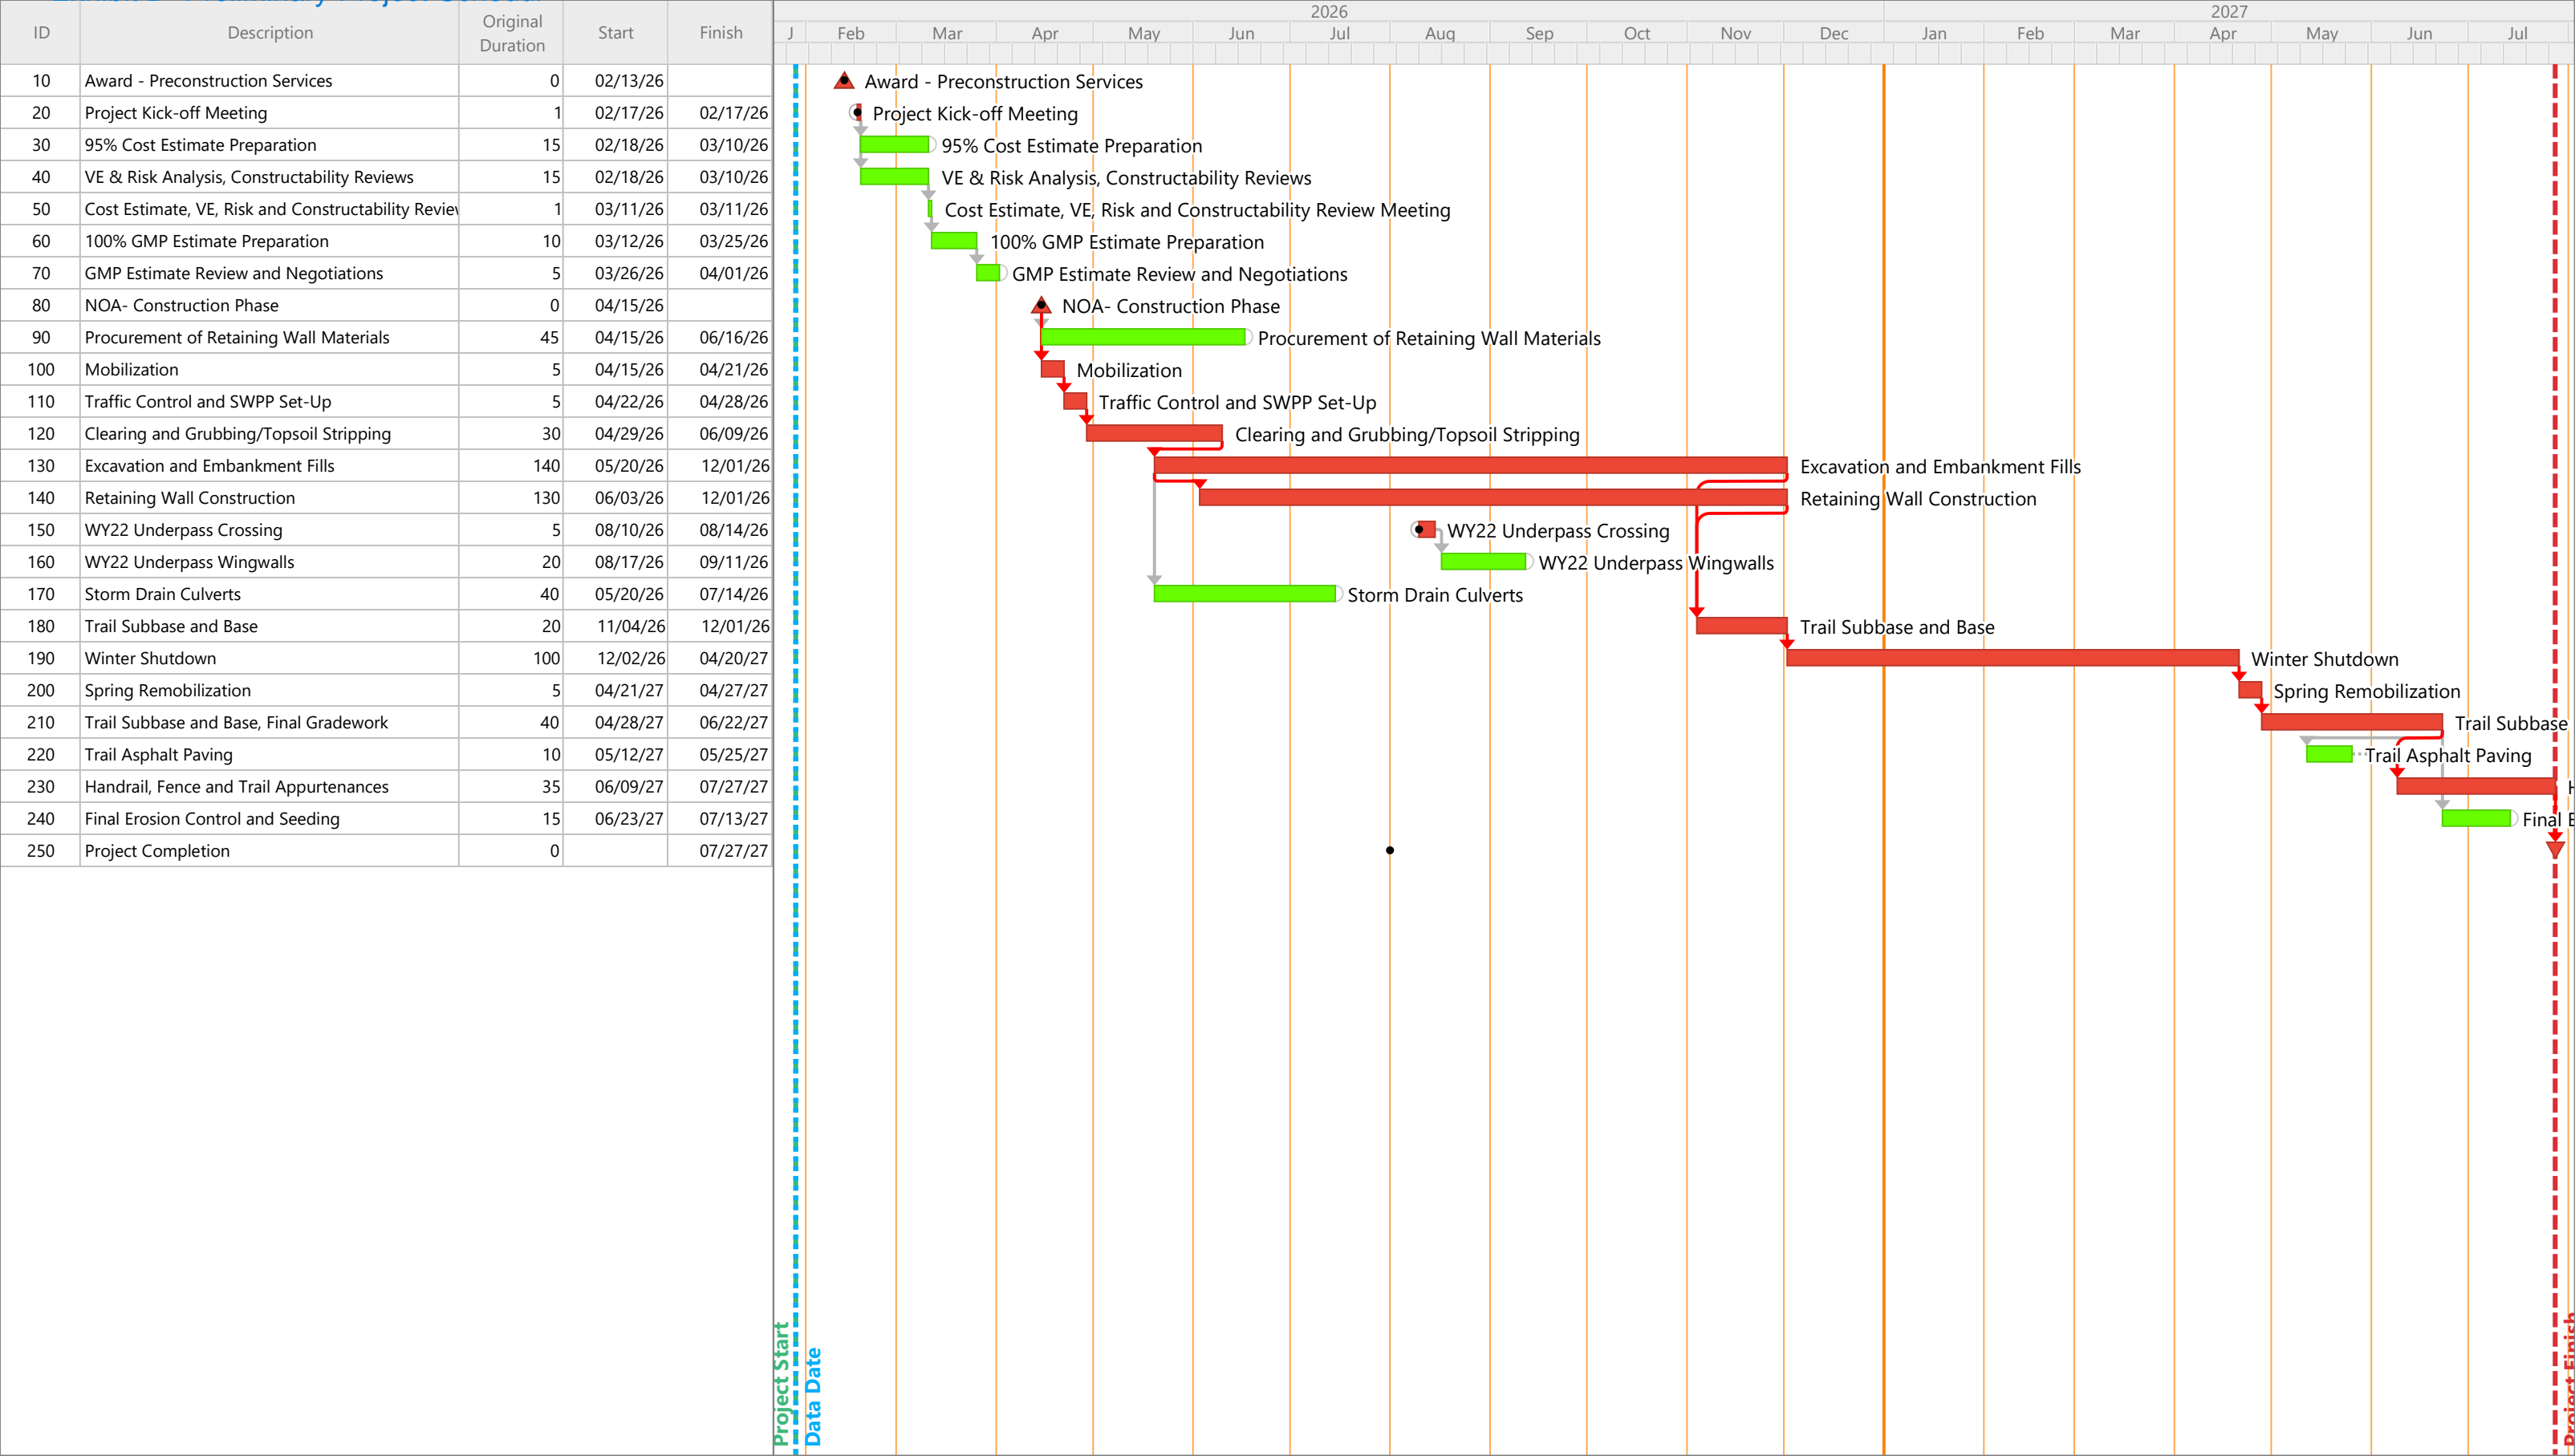 2026 2027
ID Description Original Duration Start Finish J Feb Mar Apr May Jun Jul Aug Sep Oct Nov Dec Jan Feb Mar Apr May Jun Jul
10 Award - Preconstruction Services 0 02/13/26 Award - Preconstruction Services
20 Project Kick-off Meeting 1 02/17/26 02/17/26 Project Kick-off Meeting
30 95% Cost Estimate Preparation 15 02/18/26 03/10/26 95% Cost Estimate Preparation
40 VE & Risk Analysis, Constructability Reviews 15 02/18/26 03/10/26 VE & Risk Analysis, Constructability Reviews
50 Cost Estimate, VE, Risk and Constructability Review 1 03/11/26 03/11/26 Cost Estimate, VE, Risk and Constructability Review Meeting
60 100% GMP Estimate Preparation 10 03/12/26 03/25/26 100% GMP Estimate Preparation
70 GMP Estimate Review and Negotiations 5 03/26/26 04/01/26 GMP Estimate Review and Negotiations
80 NOA- Construction Phase 0 04/15/26 NOA- Construction Phase
90 Procurement of Retaining Wall Materials 45 04/15/26 06/16/26 Procurement of Retaining Wall Materials
100 Mobilization 5 04/15/26 04/21/26 Mobilization
110 Traffic Control and SWPP Set-Up 5 04/22/26 04/28/26 Traffic Control and SWPP Set-Up
120 Clearing and Grubbing/Topsoil Stripping 30 04/29/26 06/09/26 Clearing and Grubbing/Topsoil Stripping
130 Excavation and Embankment Fills 140 05/20/26 12/01/26 Excavation and Embankment Fills
140 Retaining Wall Construction 130 06/03/26 12/01/26 Retaining Wall Construction
150 WY22 Underpass Crossing 5 08/10/26 08/14/26 WY22 Underpass Crossing
160 WY22 Underpass Wingwalls 20 08/17/26 09/11/26 WY22 Underpass Wingwalls
170 Storm Drain Culverts 40 05/20/26 07/14/26 Storm Drain Culverts
180 Trail Subbase and Base 20 11/04/26 12/01/26 Trail Subbase and Base
190 Winter Shutdown 100 12/02/26 04/20/27 Winter Shutdown
200 Spring Remobilization 5 04/21/27 04/27/27 Spring Remobilization
210 Trail Subbase and Base, Final Gradework 40 04/28/27 06/22/27 Trail Subbase
220 Trail Asphalt Paving 10 05/12/27 05/25/27 Trail Asphalt Paving
230 Handrail, Fence and Trail Appurtenances 35 06/09/27 07/27/27 H
240 Final Erosion Control and Seeding 15 06/23/27 07/13/27 Final E
250 Project Completion 0 07/27/27
Project Start
Data Date
Project Finish